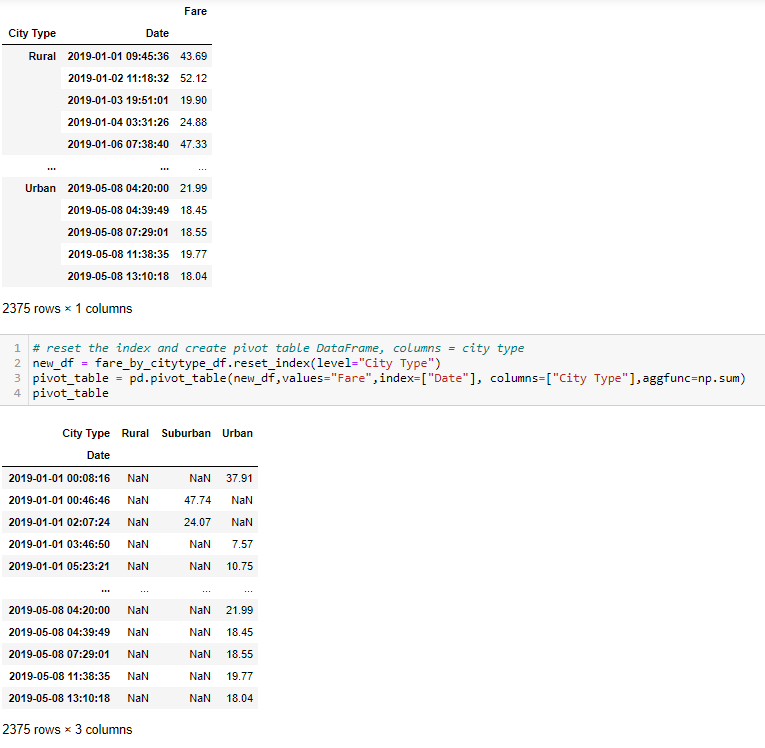 Fare
City Type Date
Rural 2019-01-01 09:45:36 43.69
2019-01-02 11:18:32 52.12
2019-01-03 19:51:01 19.90
2019-01-04 03:31:26 24.88
2019-01-06 07:38:40 47.33
... ... ...
Urban 2019-05-08 04:20:00 21.99
2019-05-08 04:39:49 18.45
2019-05-08 07:29:01 18.55
2019-05-08 11:38:35 19.77
2019-05-08 13:10:18 18.04
2375 rows × 1 columns
1 # reset the index and create pivot table DataFrame, columns = city type
2 new_df = fare_by_citytype_df.reset_index(level="City Type")
3 pivot_table = pd.pivot_table(new_df,values="Fare",index=["Date"], columns=["City Type"],aggfunc=np.sum)
4 pivot_table
City Type Rural Suburban Urban
Date
2019-01-01 00:08:16 NaN NaN 37.91
2019-01-01 00:46:46 NaN 47.74 NaN
2019-01-01 02:07:24 NaN 24.07 NaN
2019-01-01 03:46:50 NaN NaN 7.57
2019-01-01 05:23:21 NaN NaN 10.75
... ... ... ...
2019-05-08 04:20:00 NaN NaN 21.99
2019-05-08 04:39:49 NaN NaN 18.45
2019-05-08 07:29:01 NaN NaN 18.55
2019-05-08 11:38:35 NaN NaN 19.77
2019-05-08 13:10:18 NaN NaN 18.04
2375 rows × 3 columns